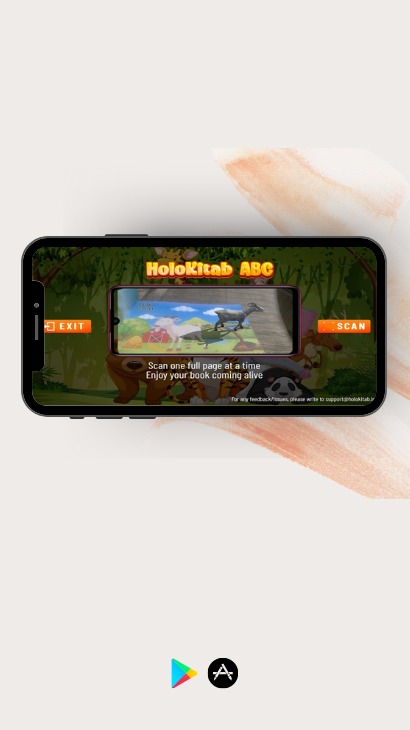 HoloKitab ABC
EXIT
SCAN
Scan one full page at a time
Enjoy your book coming alive
For any feedback/issues, please write to support@holokitab.i